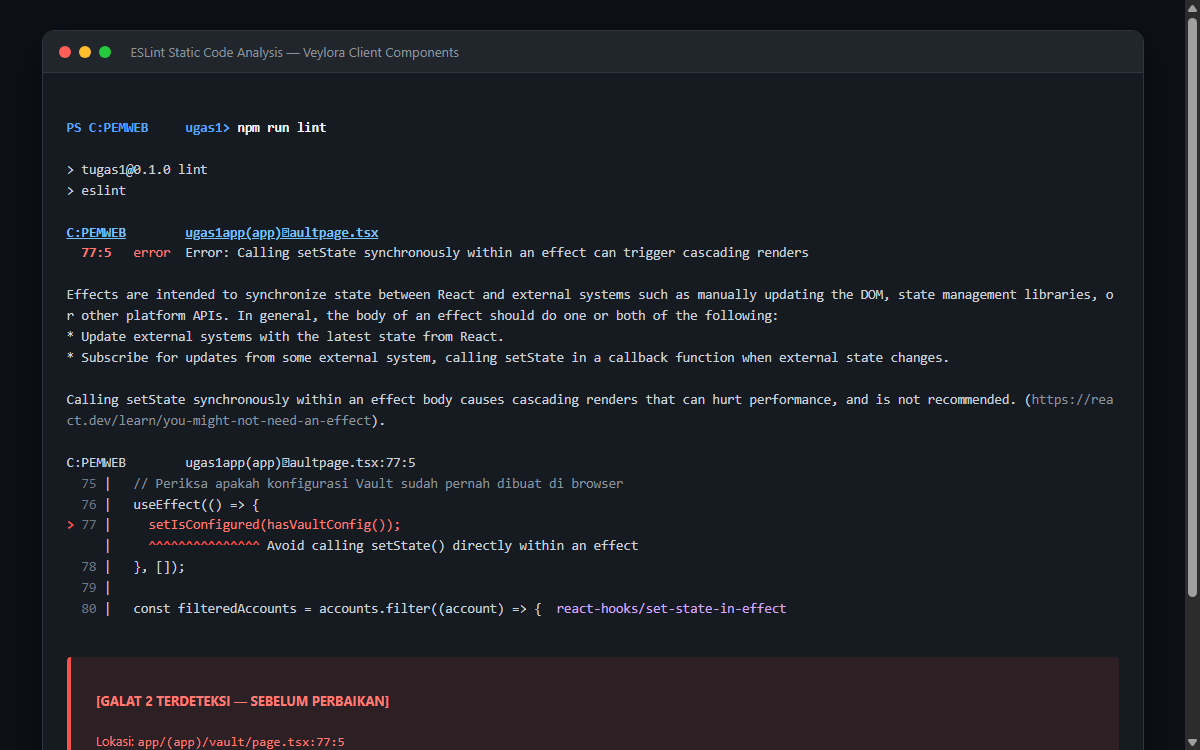 ESLint Static Code Analysis — Veylora Client Components
PS C:PEMWEB ugas1> npm run lint
> tugas1@0.1.0 lint
> eslint
C:PEMWEB ugas1app(app)aultpage.tsx
77:5 error Error: Calling setState synchronously within an effect can trigger cascading renders
Effects are intended to synchronize state between React and external systems such as manually updating the DOM, state management libraries, o
r other platform APIs. In general, the body of an effect should do one or both of the following:
* Update external systems with the latest state from React.
* Subscribe for updates from some external system, calling setState in a callback function when external state changes.
Calling setState synchronously within an effect body causes cascading renders that can hurt performance, and is not recommended. (https://rea
ct.dev/learn/you-might-not-need-an-effect).
C:PEMWEB ugas1app(app)aultpage.tsx:77:5
75 | // Periksa apakah konfigurasi Vault sudah pernah dibuat di browser
76 | useEffect(() => {
> 77 | setIsConfigured(hasVaultConfig());
| ^^^^^^^^^^^^^^^ Avoid calling setState() directly within an effect
78 | }, []);
79 |
80 | const filteredAccounts = accounts.filter((account) => { react-hooks/set-state-in-effect
[GALAT 2 TERDETEKSI — SEBELUM PERBAIKAN]
Lokasi: app/(app)/vault/page.tsx:77:5